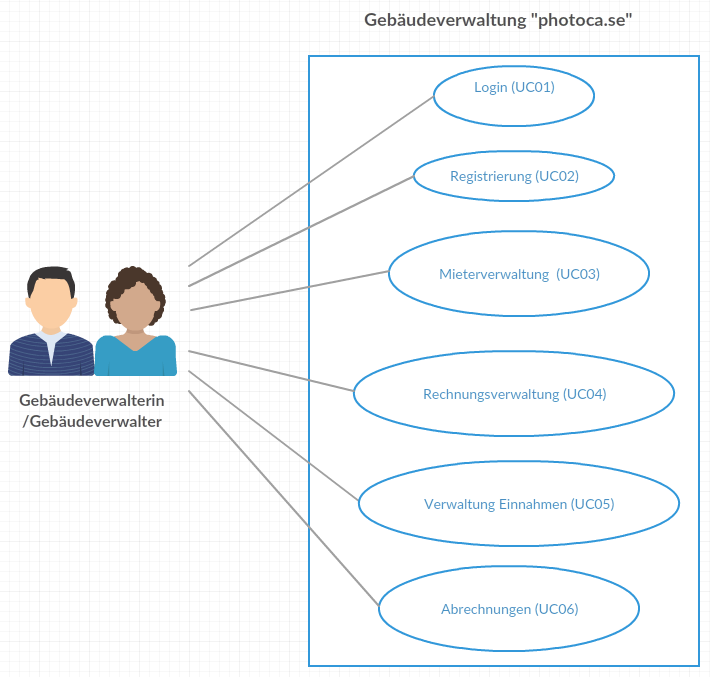 Gebäudeverwaltung "photoca.se"
Login (UC01)
Registrierung (UC02)
Mieterverwaltung  (UC03)
Gebäudeverwalterin
/Gebäudeverwalter
Rechnungsverwaltung (UC04)
Verwaltung Einnahmen (UC05)
Abrechnungen (UC06)